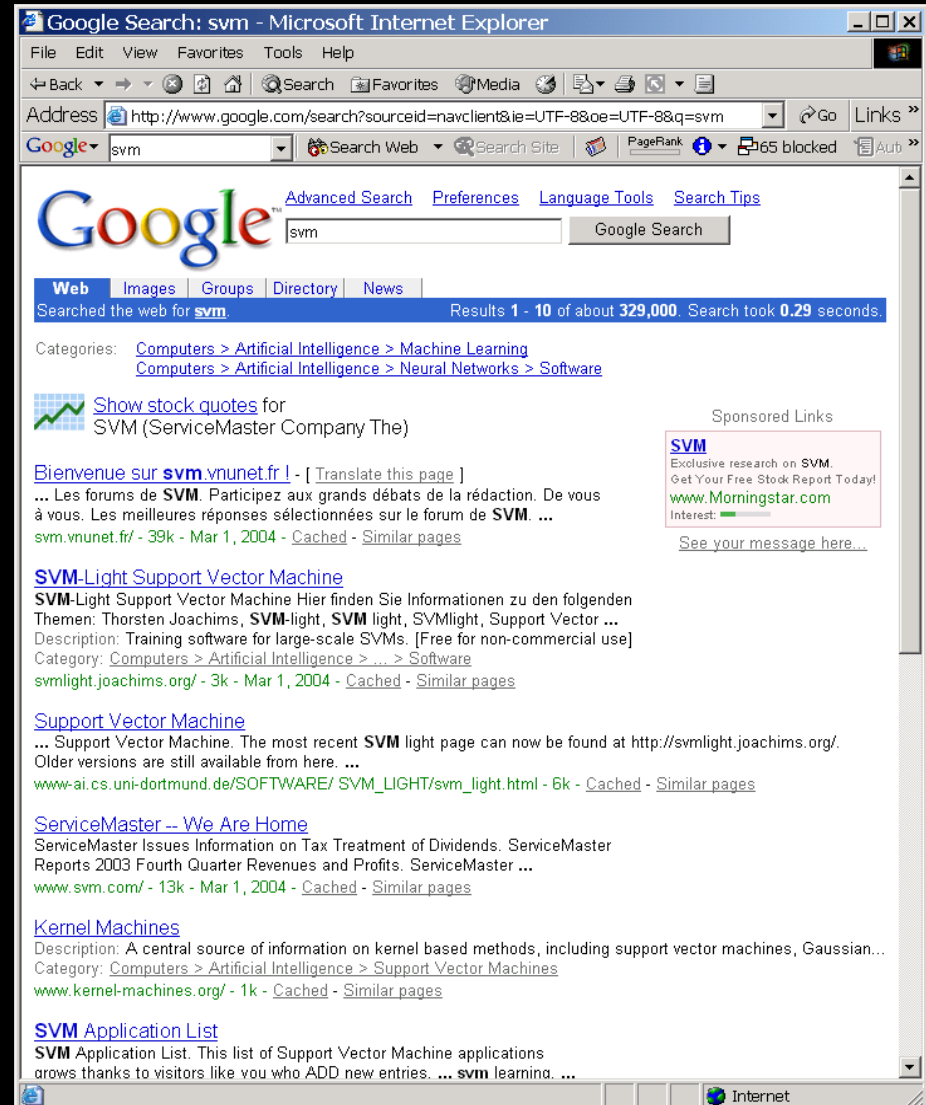 Google Search: svm - Microsoft Internet Explorer
File Edit View Favorites Tools Help
Back Search Favorites Media
Address http://www.google.com/search?sourceid=navclient&ie=UTF-8&oe=UTF-8&q=svm Go Links »
Google svm Search Web Search Site PageRank 65 blocked Aut »
Google™
Advanced Search Preferences Language Tools Search Tips
svm Google Search
Web Images Groups Directory News
Searched the web for svm. Results 1 - 10 of about 329,000. Search took 0.29 seconds.
Categories: Computers > Artificial Intelligence > Machine Learning
Computers > Artificial Intelligence > Neural Networks > Software
Show stock quotes for
SVM (ServiceMaster Company The)
Sponsored Links
SVM
Exclusive research on SVM.
Get Your Free Stock Report Today!
www.Morningstar.com
Interest:
See your message here...
Bienvenue sur svm.vnunet.fr ! - [ Translate this page ]
... Les forums de SVM. Participez aux grands débats de la rédaction. De vous
à vous. Les meilleures réponses sélectionnées sur le forum de SVM. ...
svm.vnunet.fr/ - 39k - Mar 1, 2004 - Cached - Similar pages
SVM-Light Support Vector Machine
SVM-Light Support Vector Machine Hier finden Sie Informationen zu den folgenden
Themen: Thorsten Joachims, SVM-light, SVM light, SVMlight, Support Vector ...
Description: Training software for large-scale SVMs. [Free for non-commercial use]
Category: Computers > Artificial Intelligence > ... > Software
svmlight.joachims.org/ - 3k - Mar 1, 2004 - Cached - Similar pages
Support Vector Machine
... Support Vector Machine. The most recent SVM light page can now be found at http://svmlight.joachims.org/.
Older versions are still available from here. ...
www-ai.cs.uni-dortmund.de/SOFTWARE/ SVM_LIGHT/svm_light.html - 6k - Cached - Similar pages
ServiceMaster -- We Are Home
ServiceMaster Issues Information on Tax Treatment of Dividends. ServiceMaster
Reports 2003 Fourth Quarter Revenues and Profits. ServiceMaster ...
www.svm.com/ - 13k - Mar 1, 2004 - Cached - Similar pages
Kernel Machines
Description: A central source of information on kernel based methods, including support vector machines, Gaussian...
Category: Computers > Artificial Intelligence > Support Vector Machines
www.kernel-machines.org/ - 1k - Cached - Similar pages
SVM Application List
SVM Application List. This list of Support Vector Machine applications
grows thanks to visitors like you who ADD new entries. ... svm learning. ...
Internet